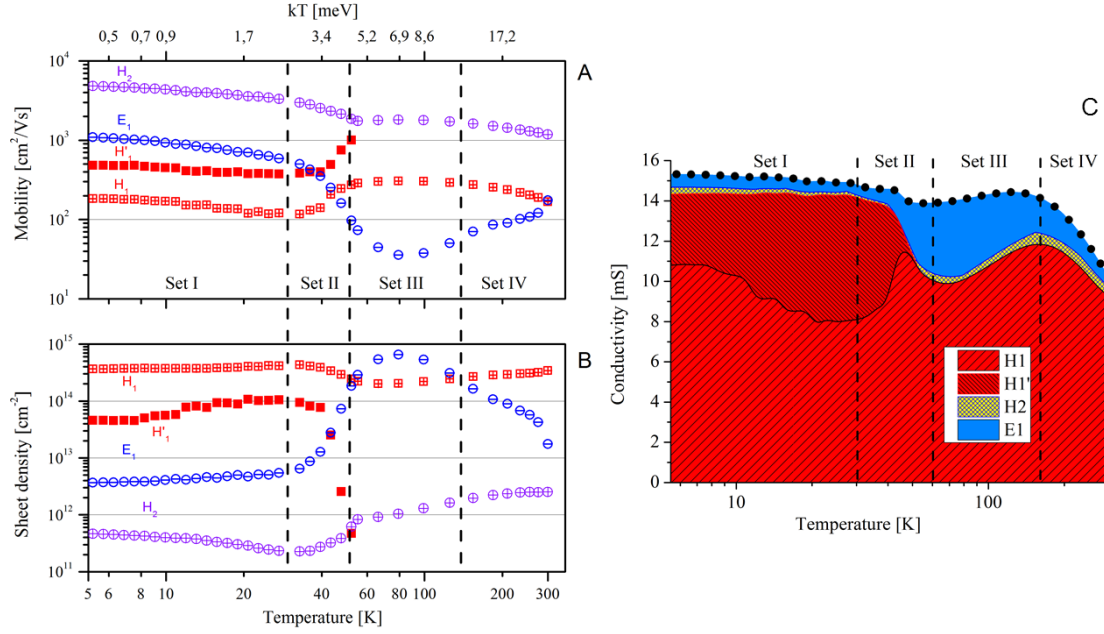 kT [meV]
0,5 0,7 0,9 1,7 3,4 5,2 6,9 8,6 17,2
A
Mobility [cm²/Vs]
10⁴
10³
10²
10¹
H₂
E₁
H'₁
H₁
Set I Set II Set III Set IV
B
Sheet density [cm⁻²]
10¹⁵
10¹⁴
10¹³
10¹²
10¹¹
H₁
H'₁
E₁
H₂
5 6 8 10 20 40 60 80 100 200 300
Temperature [K]
C
Set I Set II Set III Set IV
Conductivity [mS]
16
14
12
10
8
6
4
2
0
H1
H1'
H2
E1
10 100
Temperature [K]